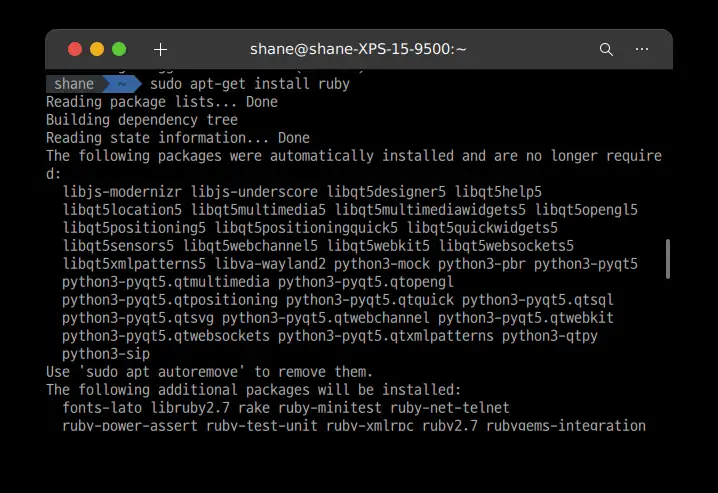 shane@shane-XPS-15-9500:~
shane ~ sudo apt-get install ruby
Reading package lists... Done
Building dependency tree
Reading state information... Done
The following packages were automatically installed and are no longer require
d:
libjs-modernizr libjs-underscore libqt5designer5 libqt5help5
libqt5location5 libqt5multimedia5 libqt5multimediawidgets5 libqt5opengl5
libqt5positioning5 libqt5positioningquick5 libqt5quickwidgets5
libqt5sensors5 libqt5webchannel5 libqt5webkit5 libqt5websockets5
libqt5xmlpatterns5 libva-wayland2 python3-mock python3-pbr python3-pyqt5
python3-pyqt5.qtmultimedia python3-pyqt5.qtopengl
python3-pyqt5.qtpositioning python3-pyqt5.qtquick python3-pyqt5.qtsql
python3-pyqt5.qtsvg python3-pyqt5.qtwebchannel python3-pyqt5.qtwebkit
python3-pyqt5.qtwebsockets python3-pyqt5.qtxmlpatterns python3-qtpy
python3-sip
Use 'sudo apt autoremove' to remove them.
The following additional packages will be installed:
fonts-lato libruby2.7 rake ruby-minitest ruby-net-telnet
ruby-power-assert ruby-test-unit ruby-xmlrpc ruby2.7 rubygems-integration